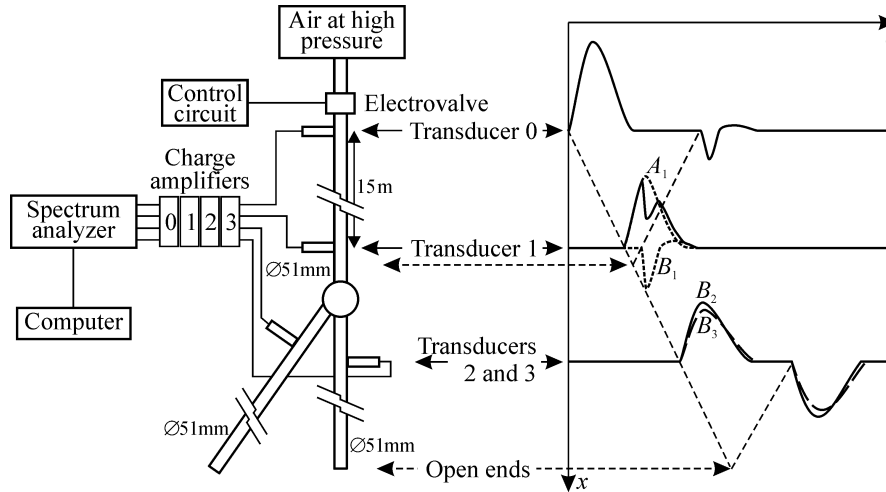 Air at high
pressure
Control
circuit
Electrovalve
Transducer 0
Charge
amplifiers
15 m
A1
Spectrum
analyzer
0 1 2 3
Transducer 1
∅51mm
B1
Computer
B2
B3
Transducers
2 and 3
∅51mm
∅51mm
Open ends
x